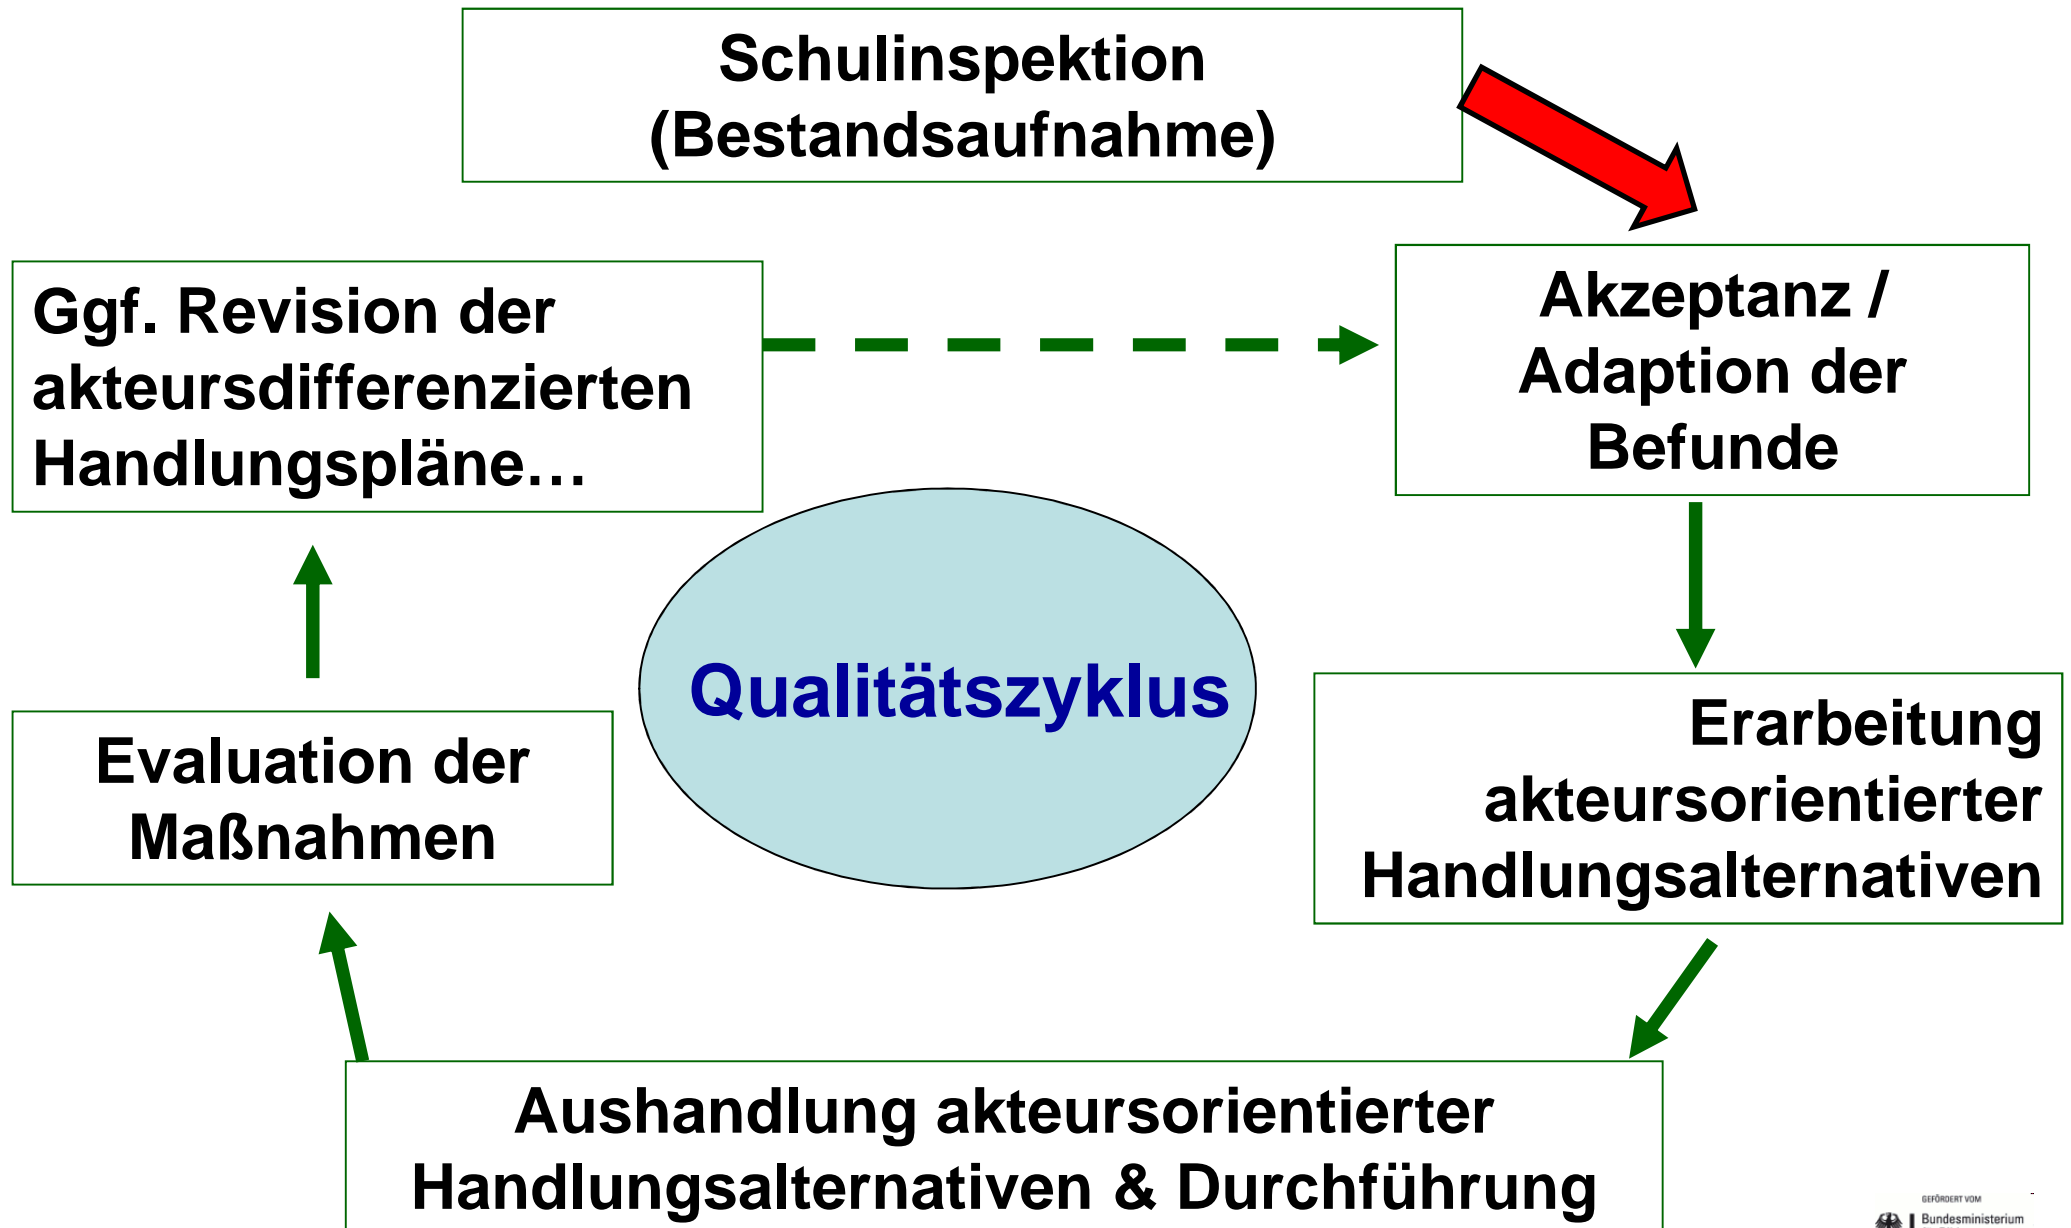 Schulinspektion
(Bestandsaufnahme)
Ggf. Revision der
akteursdifferenzierten
Handlungspläne…
Akzeptanz /
Adaption der
Befunde
Qualitätszyklus
Evaluation der
Maßnahmen
Erarbeitung
akteursorientierter
Handlungsalternativen
Aushandlung akteursorientierter
Handlungsalternativen & Durchführung
GEFÖRDERT VOM
Bundesministerium